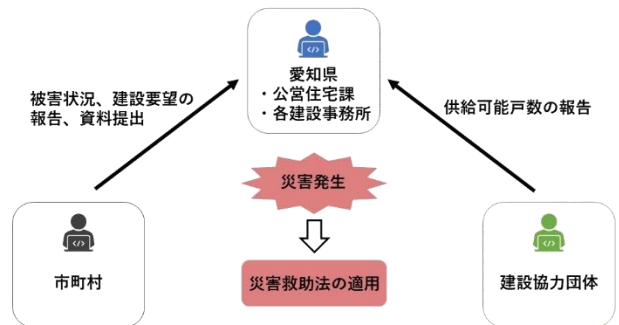 愛知県
・公営住宅課
・各建設事務所
被害状況、建設要望の
報告、資料提出
供給可能戸数の報告
災害発生
市町村
災害救助法の適用
建設協力団体